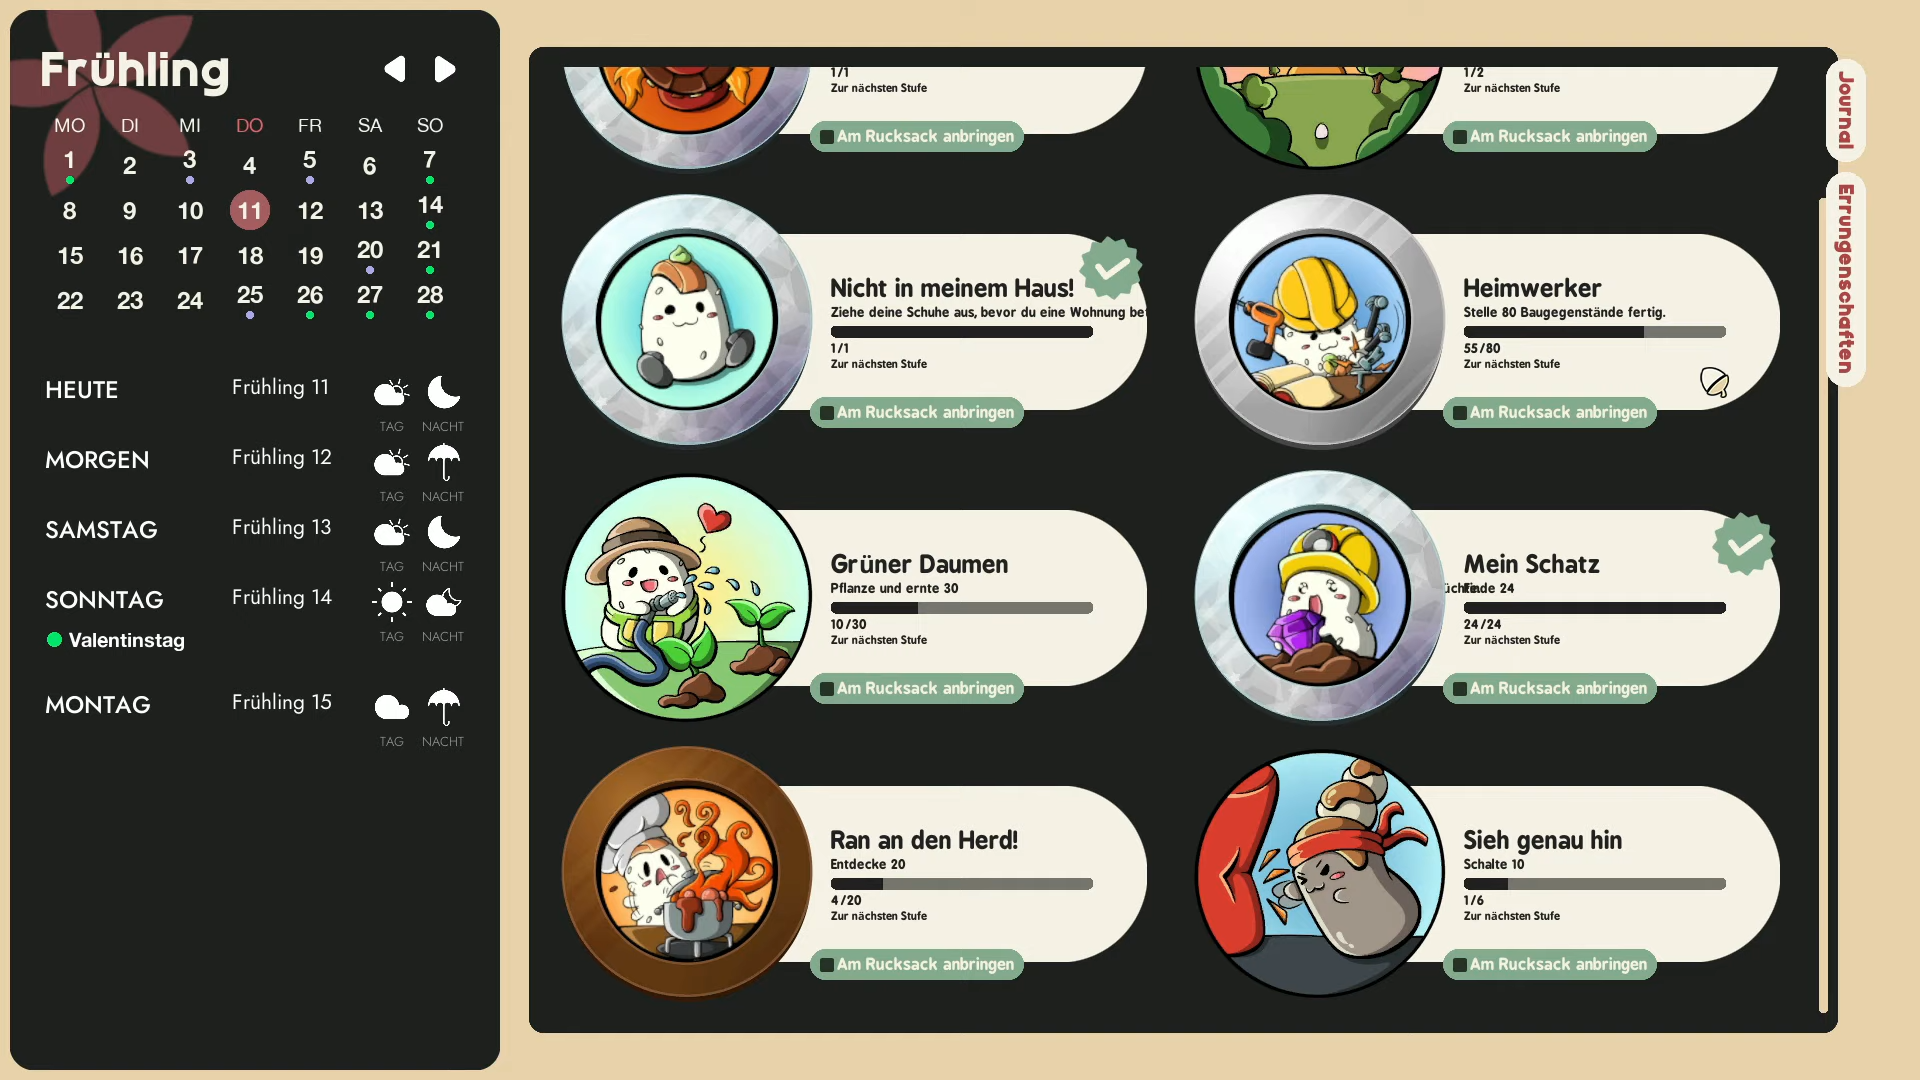 Frühling
MO DI MI DO FR SA SO
1 2 3 4 5 6 7
8 9 10 11 12 13 14
15 16 17 18 19 20 21
22 23 24 25 26 27 28
HEUTE Frühling 11
TAG NACHT
MORGEN Frühling 12
TAG NACHT
SAMSTAG Frühling 13
TAG NACHT
SONNTAG Frühling 14
TAG NACHT
Valentinstag
MONTAG Frühling 15
TAG NACHT
1/1
Zur nächsten Stufe
Am Rucksack anbringen
1/2
Zur nächsten Stufe
Am Rucksack anbringen
Nicht in meinem Haus!
Ziehe deine Schuhe aus, bevor du eine Wohnung
1/1
Zur nächsten Stufe
Am Rucksack anbringen
Heimwerker
Stelle 80 Baugegenstände fertig.
55/80
Zur nächsten Stufe
Am Rucksack anbringen
Grüner Daumen
Pflanze und ernte 30
10/30
Zur nächsten Stufe
Am Rucksack anbringen
Mein Schatz
Finde 24
24/24
Zur nächsten Stufe
Am Rucksack anbringen
Ran an den Herd!
Entdecke 20
4/20
Zur nächsten Stufe
Am Rucksack anbringen
Sieh genau hin
Schalte 10
1/6
Zur nächsten Stufe
Am Rucksack anbringen
Journal
Errungenschaften